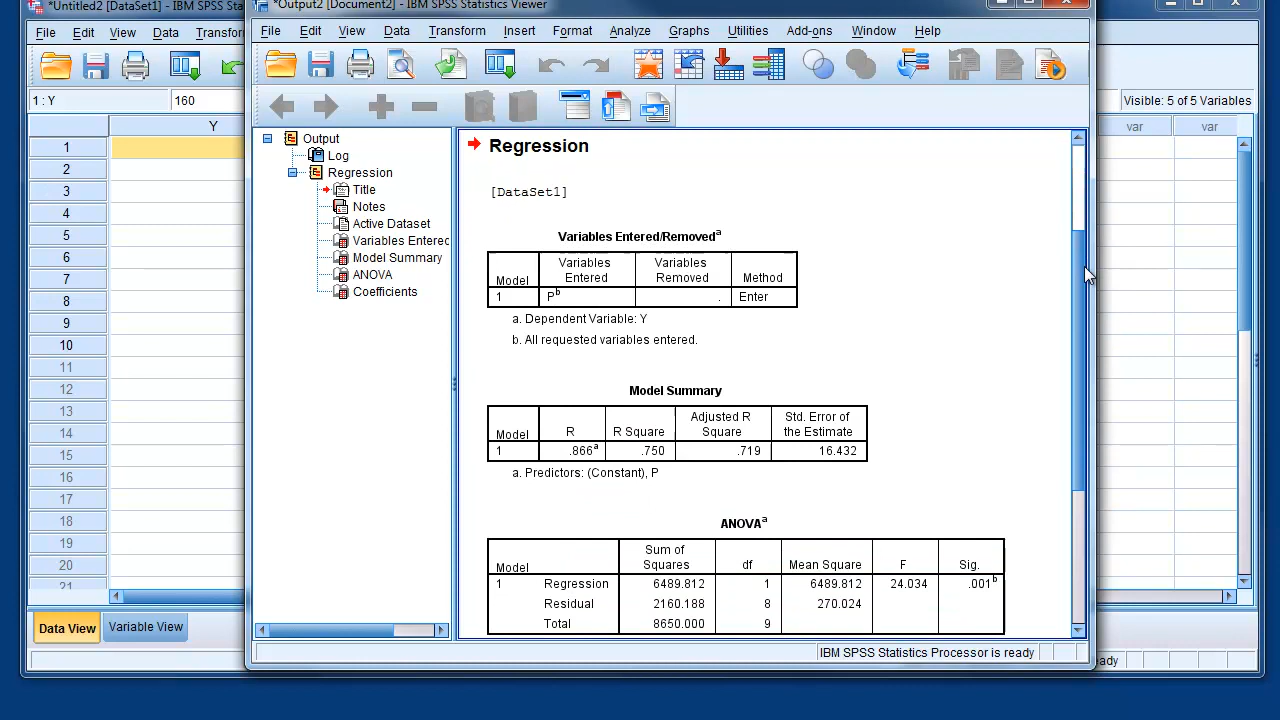 *Untitled2 [DataSet1] - IBM SPSS Sta
*Output2 [Document2] - IBM SPSS Statistics Viewer
File Edit View Data Transforn
File Edit View Data Transform Insert Format Analyze Graphs Utilities Add-ons Window Help
1 : Y 160
Visible: 5 of 5 Variables
Y
var var
1
2
3
4
5
6
7
8
9
10
11
12
13
14
15
16
17
18
19
20
21
Data View Variable View
Output
Log
Regression
Title
Notes
Active Dataset
Variables Entered
Model Summary
ANOVA
Coefficients
Regression
[DataSet1]
Variables Entered/Removedª
Model Variables Entered Variables Removed Method
1 Pᵇ . Enter
a. Dependent Variable: Y
b. All requested variables entered.
Model Summary
Model R R Square Adjusted R Square Std. Error of the Estimate
1 .866ª .750 .719 16.432
a. Predictors: (Constant), P
ANOVAª
Model Sum of Squares df Mean Square F Sig.
1 Regression 6489.812 1 6489.812 24.034 .001ᵇ
Residual 2160.188 8 270.024
Total 8650.000 9
IBM SPSS Statistics Processor is ready
eady